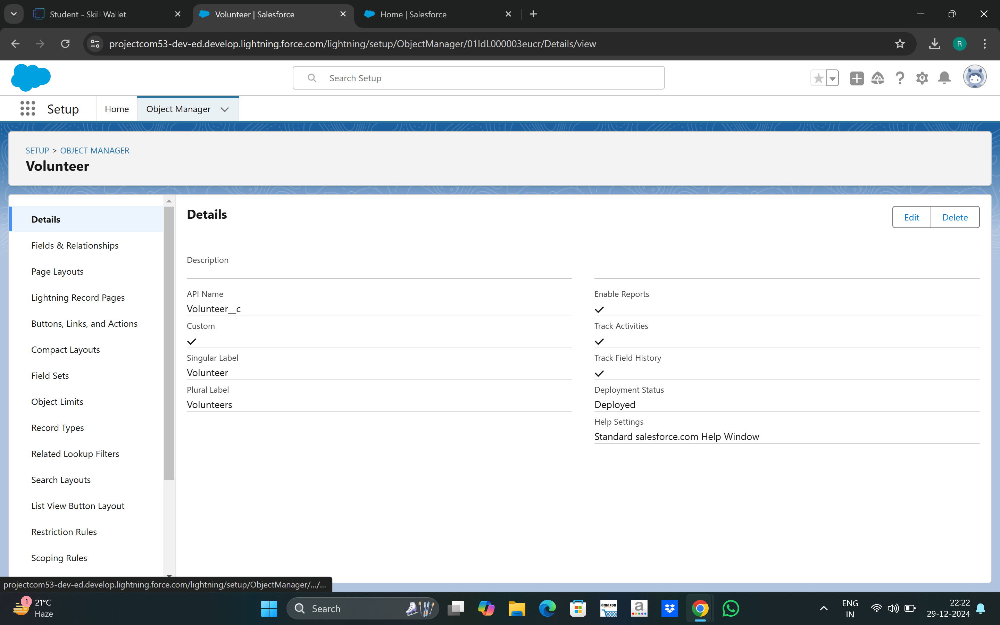 Student - Skill Wallet
Volunteer | Salesforce
Home | Salesforce
projectcom53-dev-ed.develop.lightning.force.com/lightning/setup/ObjectManager/01IdL000003eucr/Details/view
R
Search Setup
Setup
Home
Object Manager
SETUP > OBJECT MANAGER
Volunteer
Details
Fields & Relationships
Page Layouts
Lightning Record Pages
Buttons, Links, and Actions
Compact Layouts
Field Sets
Object Limits
Record Types
Related Lookup Filters
Search Layouts
List View Button Layout
Restriction Rules
Scoping Rules
Details
Edit
Delete
Description
API Name
Volunteer__c
Custom
Singular Label
Volunteer
Plural Label
Volunteers
Enable Reports
Track Activities
Track Field History
Deployment Status
Deployed
Help Settings
Standard salesforce.com Help Window
projectcom53-dev-ed.develop.lightning.force.com/lightning/setup/ObjectManager/.../...
1
21°C
Haze
Search
amazon
a
ENG
IN
22:22
29-12-2024